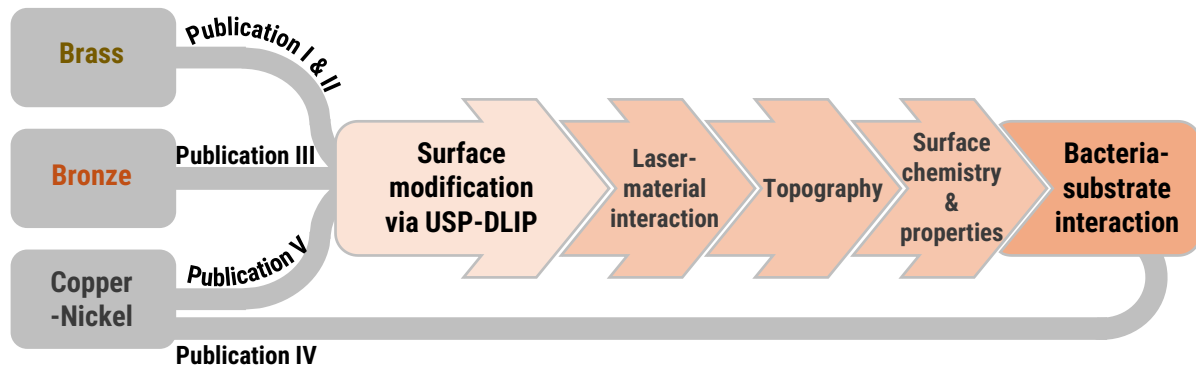 Brass
Publication I & II
Bronze
Publication III
Copper
-Nickel
Publication V
Publication IV
Surface
modification
via USP-DLIP
Laser-
material
interaction
Topography
Surface
chemistry
&
properties
Bacteria-
substrate
interaction